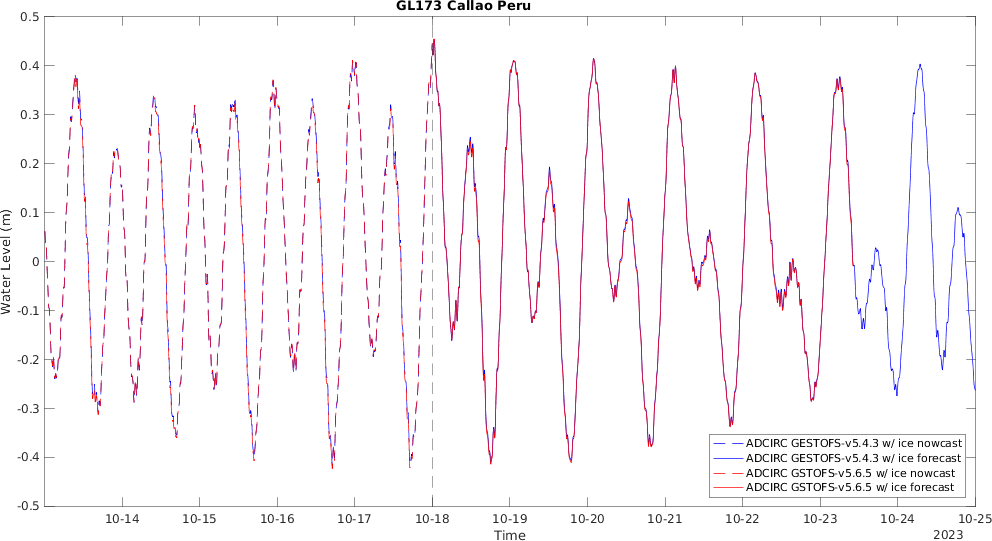 GL173 Callao Peru
0.5
0.4
0.3
0.2
0.1
0
-0.1
-0.2
-0.3
-0.4
-0.5
Water Level (m)
ADCIRC GESTOFS-v5.4.3 w/ ice nowcast
ADCIRC GESTOFS-v5.4.3 w/ ice forecast
ADCIRC GSTOFS-v5.6.5 w/ ice nowcast
ADCIRC GSTOFS-v5.6.5 w/ ice forecast
10-14 10-15 10-16 10-17 10-18 10-19 10-20 10-21 10-22 10-23 10-24 10-25
Time
2023